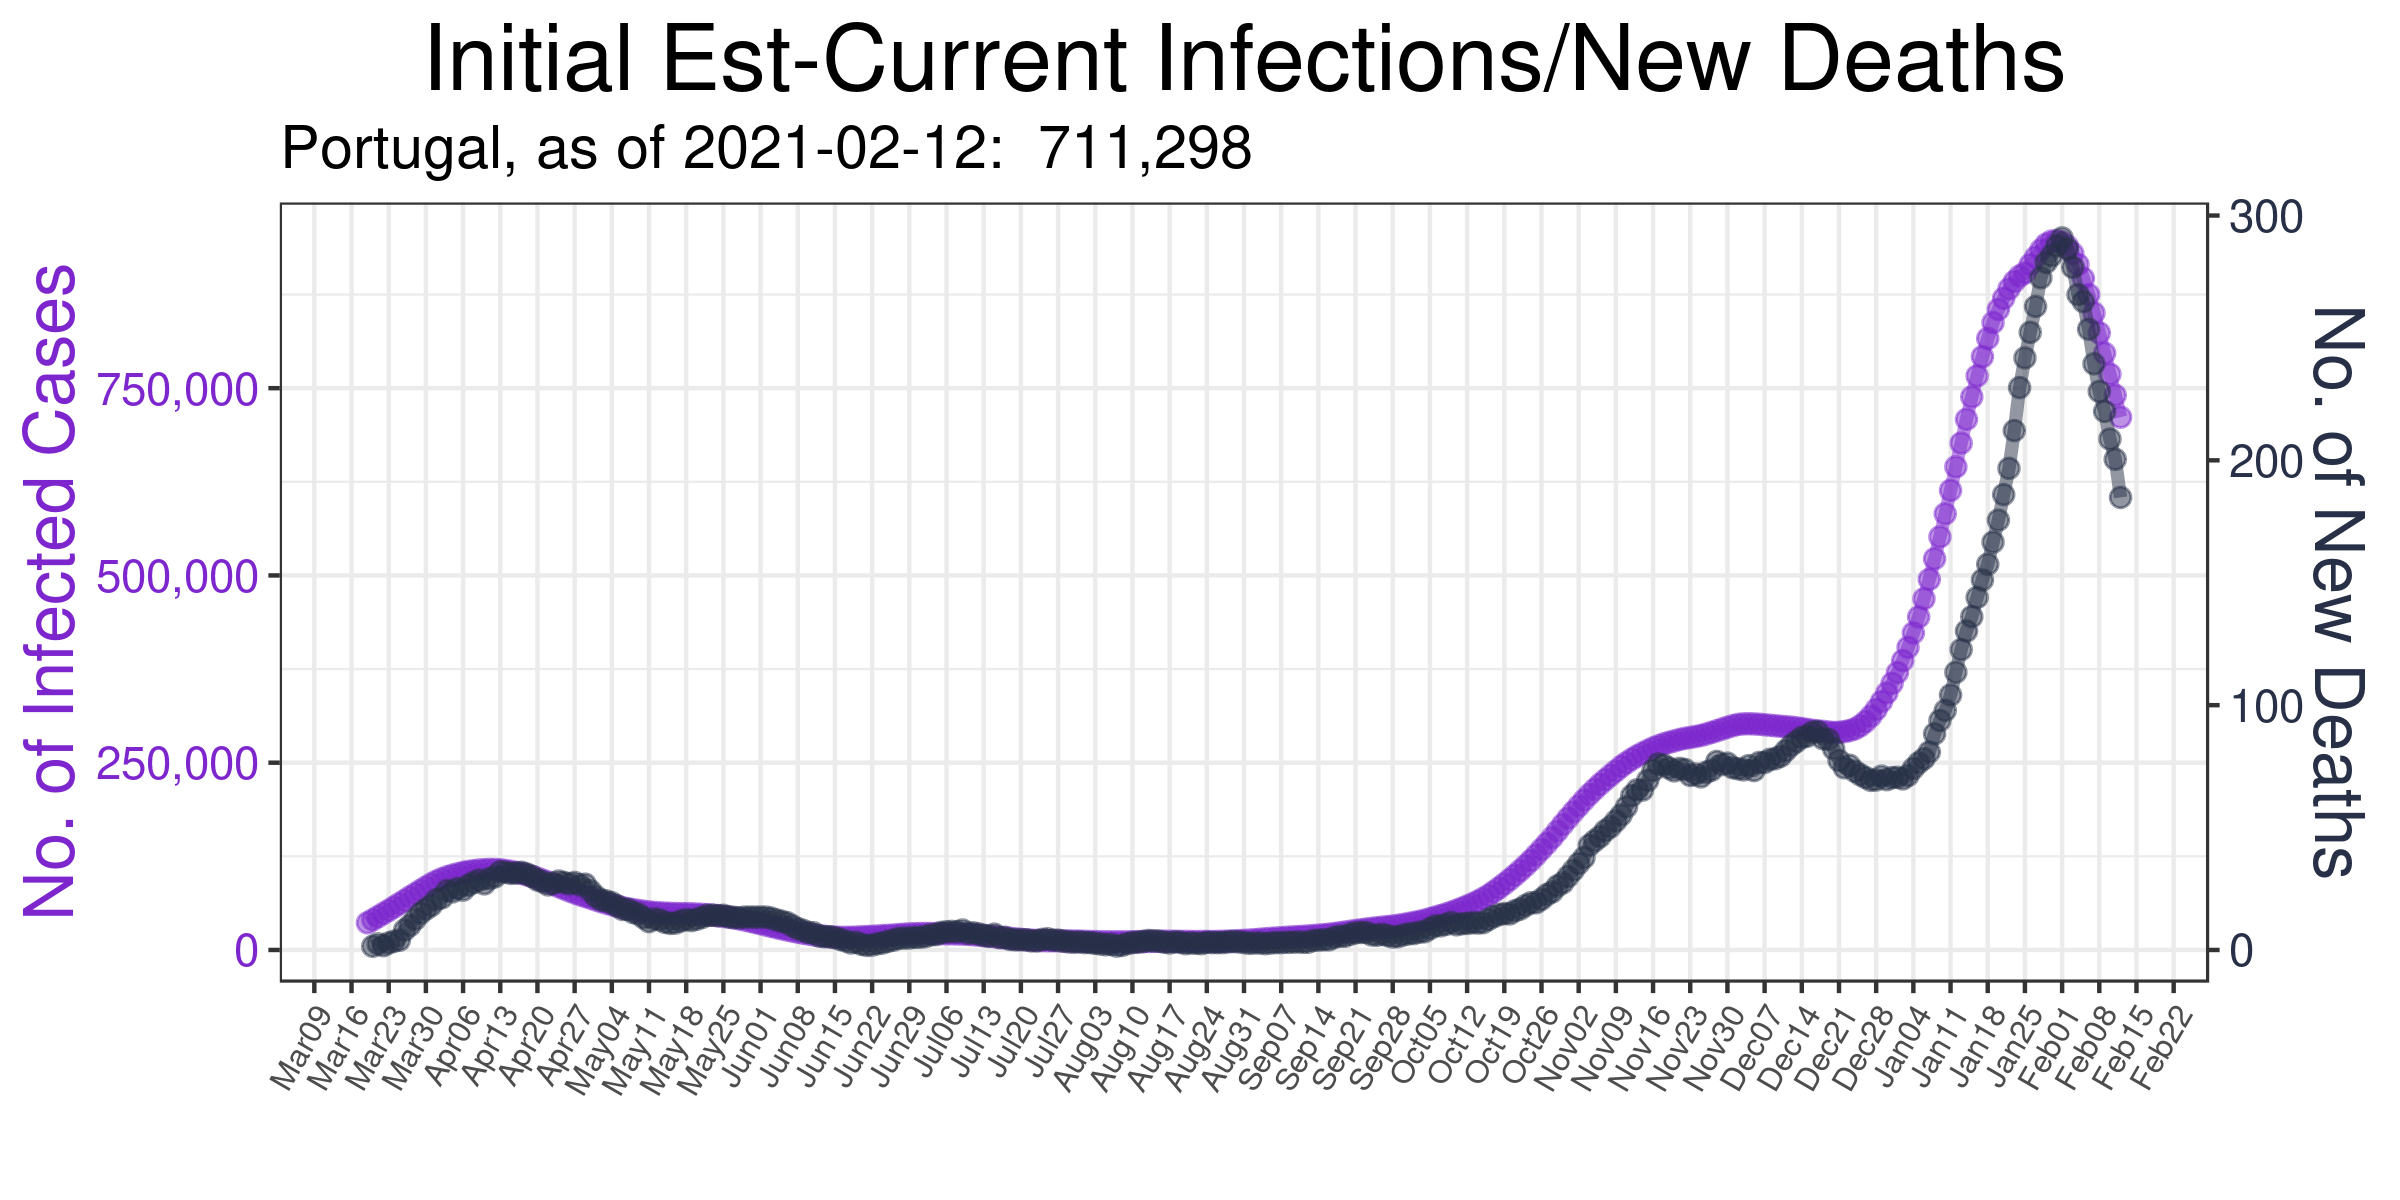 Initial Est-Current Infections/New Deaths
Portugal, as of 2021-02-12: 711,298
No. of Infected Cases
750,000
500,000
250,000
0
300
200
100
0
No. of New Deaths
Mar09
Mar16
Mar23
Mar30
Apr06
Apr13
Apr20
Apr27
May04
May11
May18
May25
Jun01
Jun08
Jun15
Jun22
Jun29
Jul06
Jul13
Jul20
Jul27
Aug03
Aug10
Aug17
Aug24
Aug31
Sep07
Sep14
Sep21
Sep28
Oct05
Oct12
Oct19
Oct26
Nov02
Nov09
Nov16
Nov23
Nov30
Dec07
Dec14
Dec21
Dec28
Jan04
Jan11
Jan18
Jan25
Feb01
Feb08
Feb15
Feb22